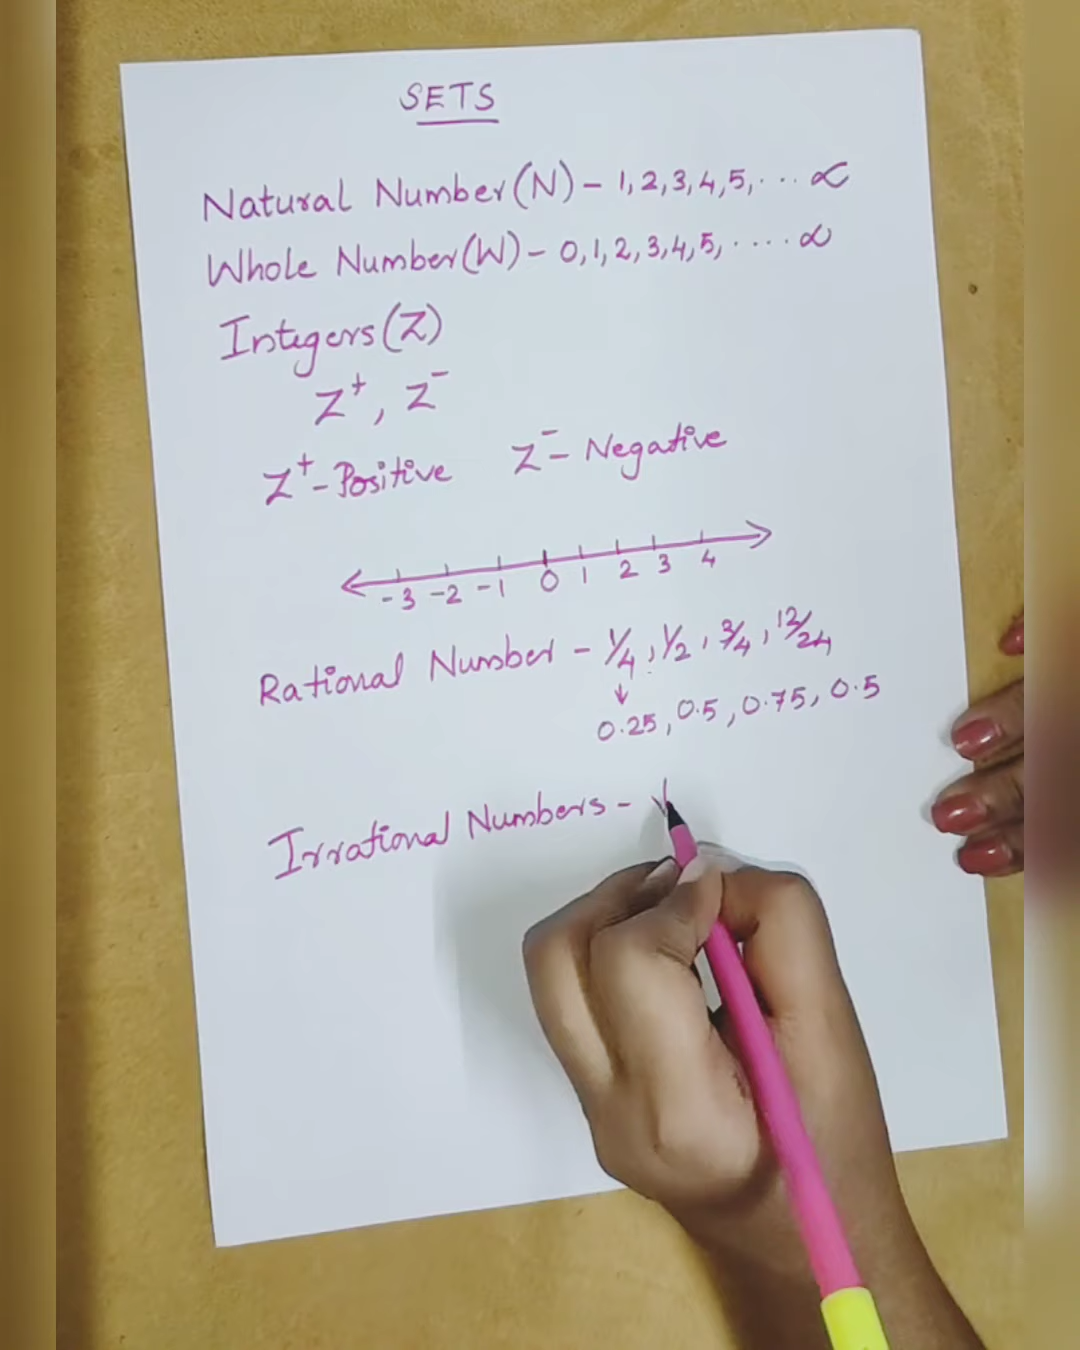 SETS
Natural Number (N) - 1, 2, 3, 4, 5, ... ∝
Whole Number (W) - 0, 1, 2, 3, 4, 5, .... ∝
Integers (Z)
Z⁺, Z⁻
Z⁺ - Positive Z⁻ - Negative
-3 -2 -1 0 1 2 3 4
Rational Number - 1/4, 1/2, 3/4, 12/24
↓
0.25, 0.5, 0.75, 0.5
Irrational Numbers - √